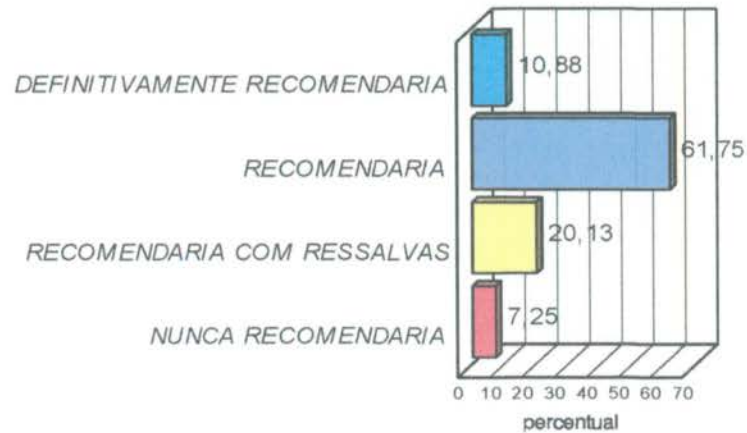 DEFINITIVAMENTE RECOMENDARIA 10,88
RECOMENDARIA 61,75
RECOMENDARIA COM RESSALVAS 20,13
NUNCA RECOMENDARIA 7,25
0 10 20 30 40 50 60 70
percentual